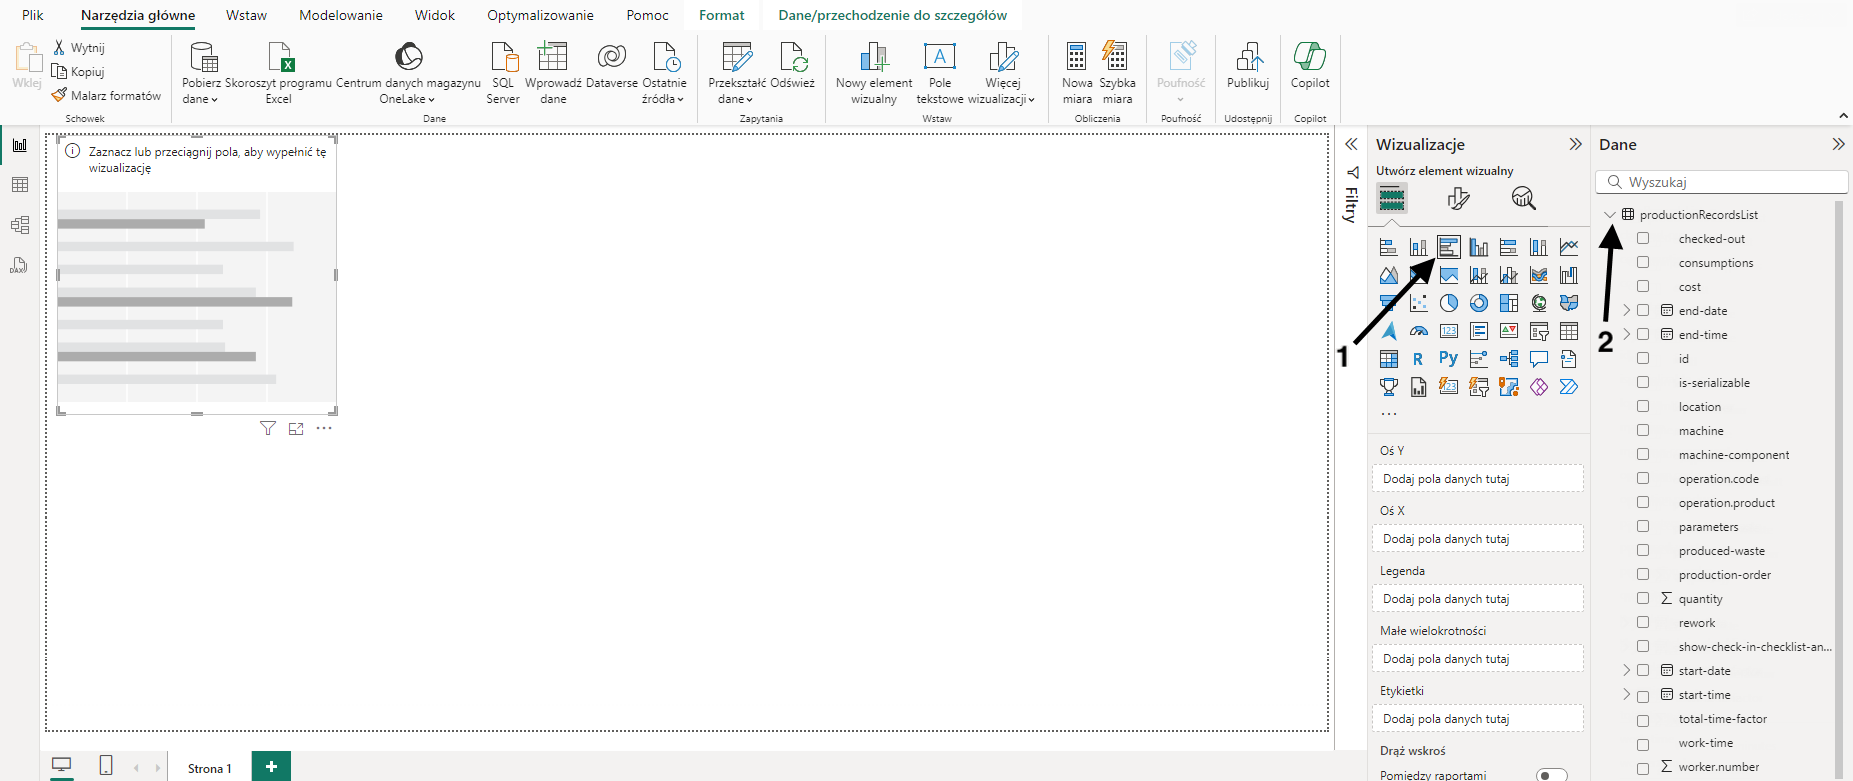 Plik Narzędzia główne Wstaw Modelowanie Widok Optymalizowanie Pomoc Format Dane/przechodzenie do szczegółów
Wklej
Wytnij
Kopiuj
Malarz formatów
Schowek
Pobierz dane
Skoroszyt programu Excel
Centrum danych magazynu OneLake
SQL Server
Wprowadź dane
Dataverse
Ostatnie źródła
Dane
Przekształć dane
Odśwież
Zapytania
Nowy element wizualny
Pole tekstowe
Więcej wizualizacji
Wstaw
Nowa miara
Szybka miara
Obliczenia
Poufność
Poufność
Publikuj
Udostępnij
Copilot
Copilot
Zaznacz lub przeciągnij pola, aby wypełnić tę
wizualizację
Filtry
Wizualizacje
Utwórz element wizualny
1
123
R
Py
123
...
Oś Y
Dodaj pola danych tutaj
Oś X
Dodaj pola danych tutaj
Legenda
Dodaj pola danych tutaj
Małe wielokrotności
Dodaj pola danych tutaj
Etykietki
Dodaj pola danych tutaj
Drąż wskroś
Pomiędzy raportami
Dane
Wyszukaj
productionRecordsList
2
checked-out
consumptions
cost
end-date
end-time
id
is-serializable
location
machine
machine-component
operation.code
operation.product
parameters
produced-waste
production-order
quantity
rework
show-check-in-checklist-an...
start-date
start-time
total-time-factor
work-time
worker.number
DAX
Strona 1